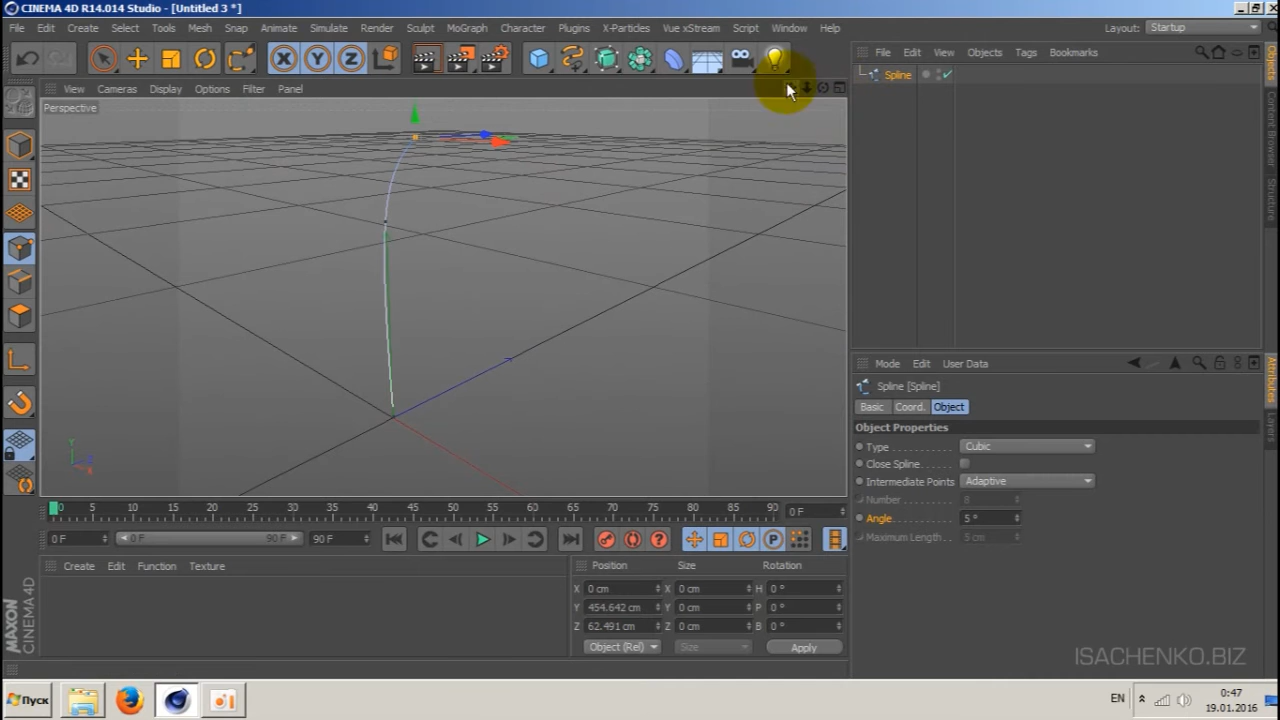 CINEMA 4D R14.014 Studio - [Untitled 3 *]
File Edit Create Select Tools Mesh Snap Animate Simulate Render Sculpt MoGraph Character Plugins X-Particles Vue xStream Script Window Help Layout: Startup
X Y Z
File Edit View Objects Tags Bookmarks
View Cameras Display Options Filter Panel
Perspective
Spline
Objects
Content Browser
Structure
Mode Edit User Data
Spline [Spline]
Basic Coord. Object
Object Properties
Type Cubic
Close Spline
Intermediate Points Adaptive
Number 8
Angle 5 °
Maximum Length 5 cm
Attributes
Layers
Y
Z
X
0 5 10 15 20 25 30 35 40 45 50 55 60 65 70 75 80 85 90 0 F
0 F 0 F 90 F 90 F P
Create Edit Function Texture
Position Size Rotation
X 0 cm X 0 cm H 0 °
Y 454.642 cm Y 0 cm P 0 °
Z 62.491 cm Z 0 cm B 0 °
Object (Rel) Size Apply
MAXON
CINEMA 4D
ISACHENKO.BIZ
Пуск
EN 0:47
19.01.2016